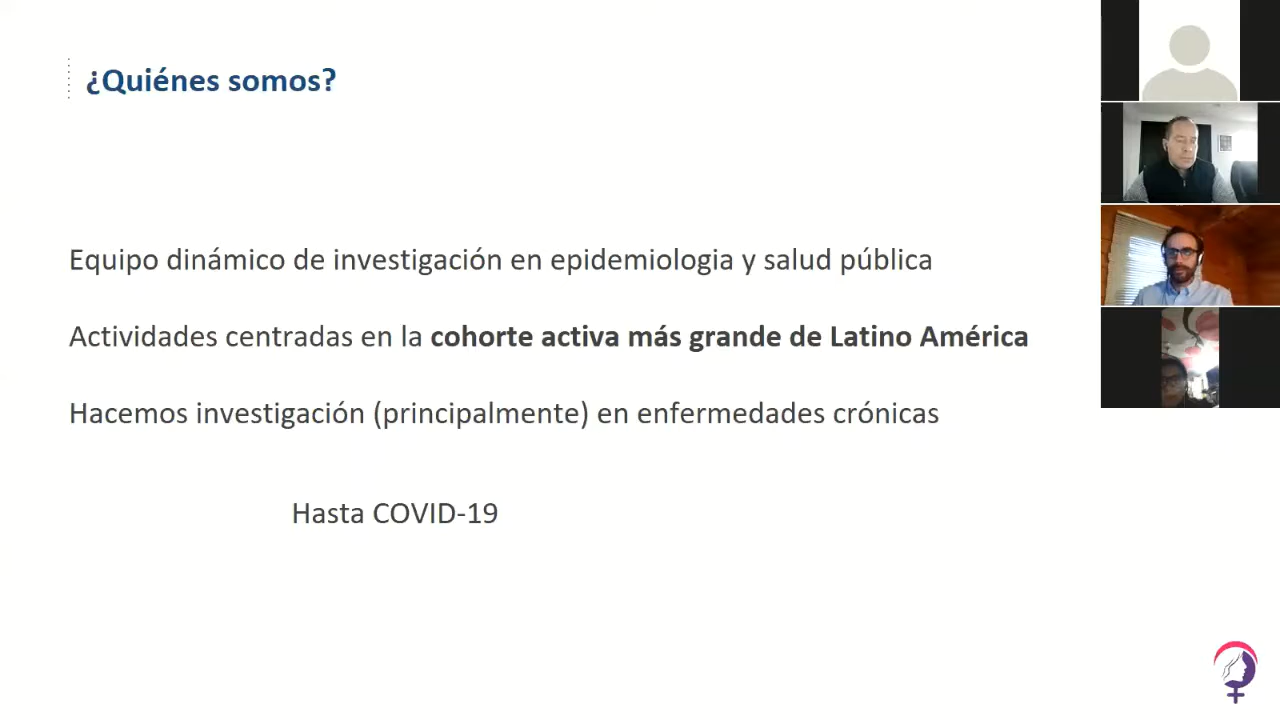 ¿Quiénes somos?
Equipo dinámico de investigación en epidemiologia y salud pública
Actividades centradas en la cohorte activa más grande de Latino América
Hacemos investigación (principalmente) en enfermedades crónicas
Hasta COVID-19